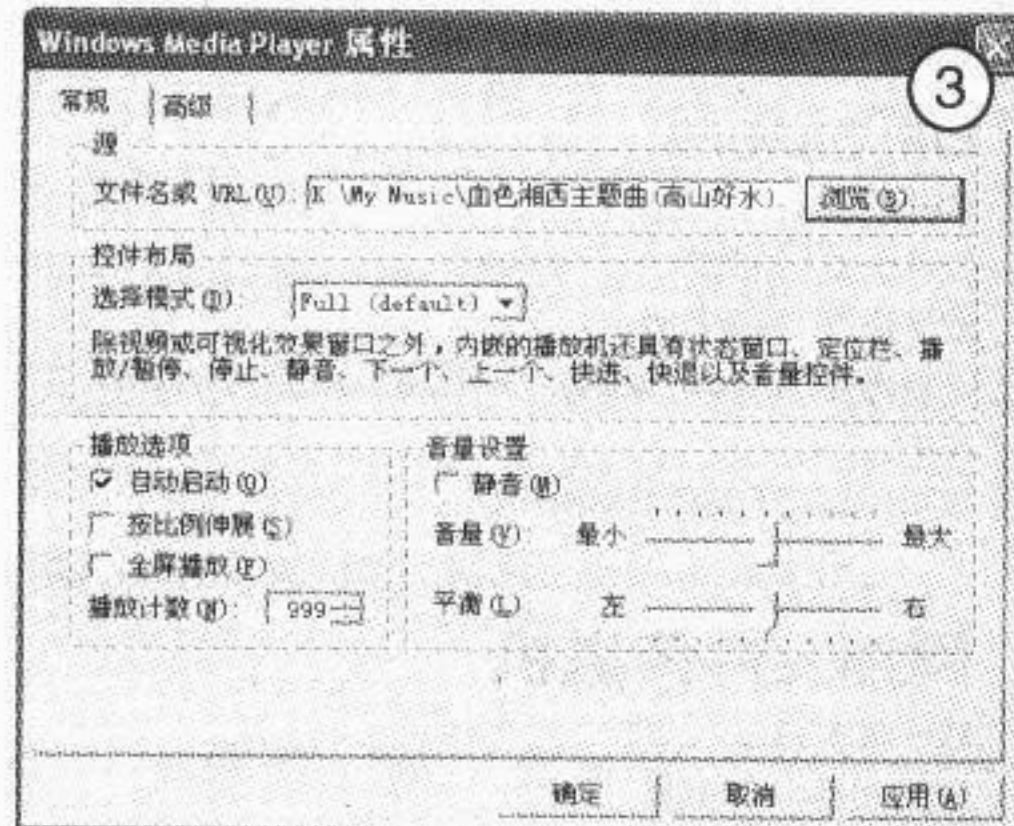 Windows Media Player 属性
③
常规 高级
源
文件名或 URL(U): K:\My Music\血色湘西主题曲(高山好水). 浏览(B)...
控件布局
选择模式(D): Full (default)
除视频或可视化效果窗口之外，内嵌的播放机还具有状态窗口、定位栏、播
放/暂停、停止、静音、下一个、上一个、快进、快退以及音量控件。
播放选项
自动启动(O)
按比例伸展(S)
全屏播放(F)
播放计数(N): 999
音量设置
静音(M)
音量(V): 最小 最大
平衡(L) 左 右
确定 取消 应用(A)